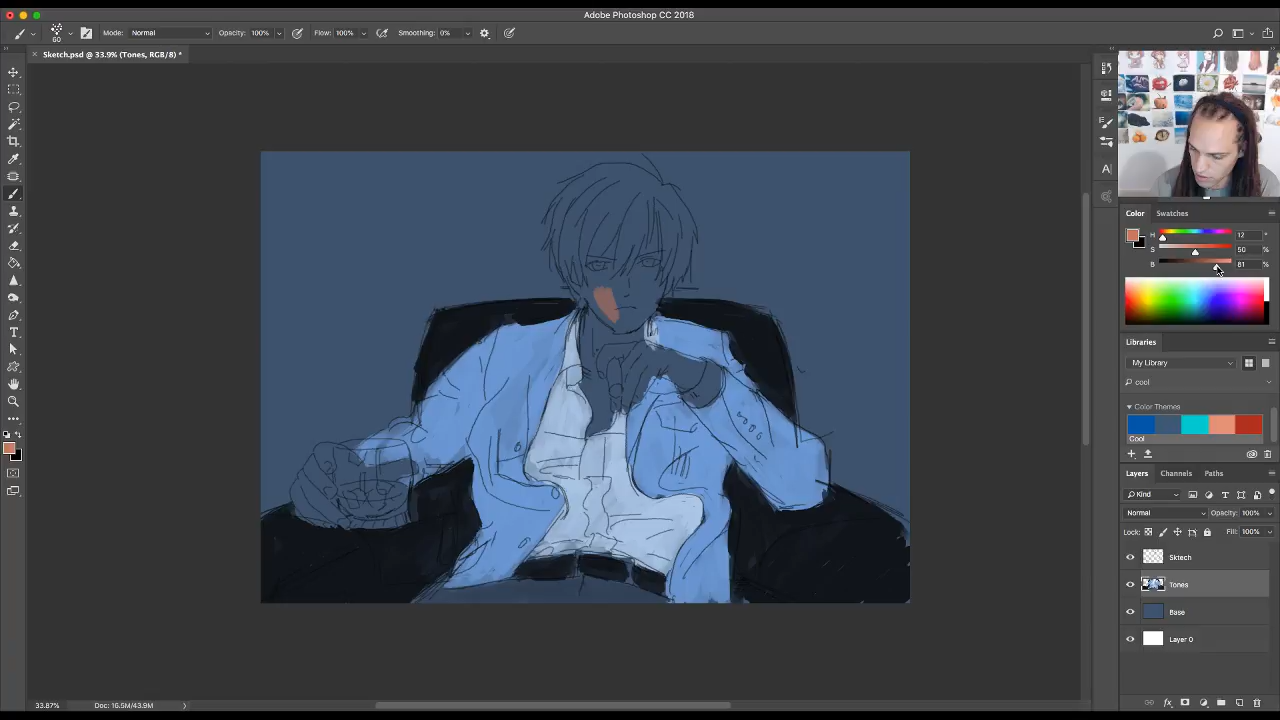 Adobe Photoshop CC 2018
60
Mode: Normal
Opacity: 100%
Flow: 100%
Smoothing: 0%
Sketch.psd @ 33.9% (Tones, RGB/8) *
Color
Swatches
H 12 °
S 50 %
B 81 %
Libraries
My Library
cool
Color Themes
Cool
Layers
Channels
Paths
Kind
Normal
Opacity: 100%
Lock:
Fill: 100%
Sktech
Tones
Base
Layer 0
33.87%
Doc: 16.5M/43.9M